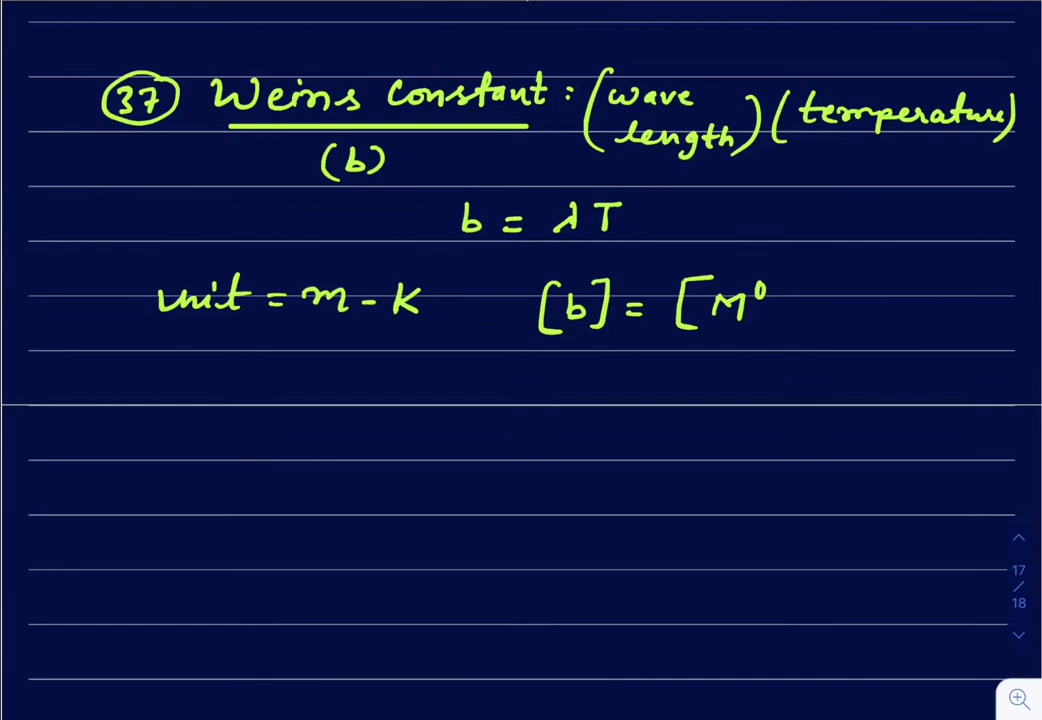 37 Weins constant : (wave length) (temperature)
(b)
b = λT
unit = m - K [b] = [M⁰
17
/
18